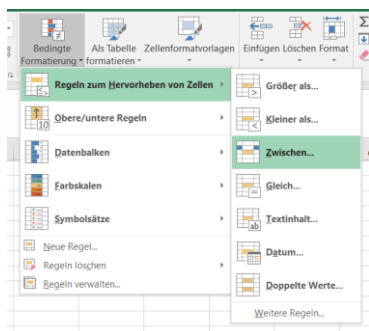 Bedingte Formatierung
Als Tabelle formatieren
Zellenformatvorlagen
Einfügen
Löschen
Format
Regeln zum Hervorheben von Zellen
Obere/untere Regeln
10
Datenbalken
Farbskalen
Symbolsätze
Neue Regel...
Regeln löschen
Regeln verwalten...
Größer als...
Kleiner als...
Zwischen...
Gleich...
ab
Textinhalt...
Datum...
Doppelte Werte...
Weitere Regeln...